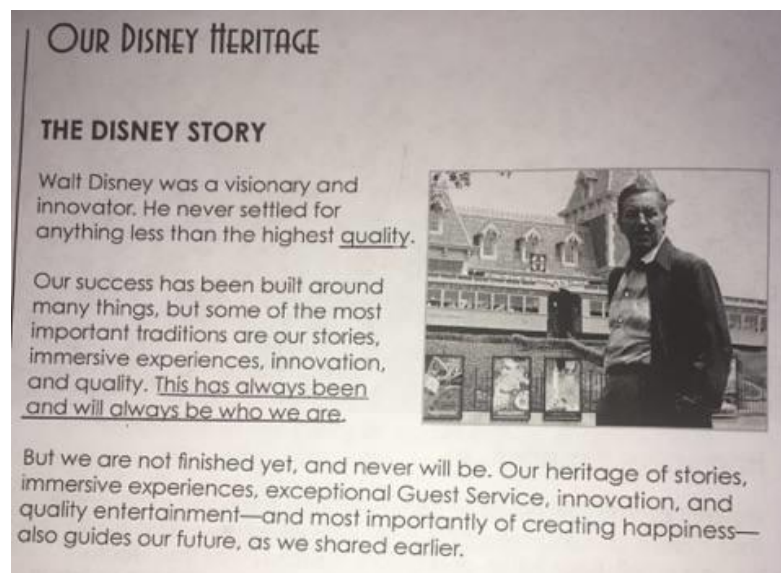 OUR DISNEY HERITAGE
THE DISNEY STORY
Walt Disney was a visionary and
innovator. He never settled for
anything less than the highest quality.
Our success has been built around
many things, but some of the most
important traditions are our stories,
immersive experiences, innovation,
and quality. This has always been
and will always be who we are.
But we are not finished yet, and never will be. Our heritage of stories,
immersive experiences, exceptional Guest Service, innovation, and
quality entertainment—and most importantly of creating happiness—
also guides our future, as we shared earlier.